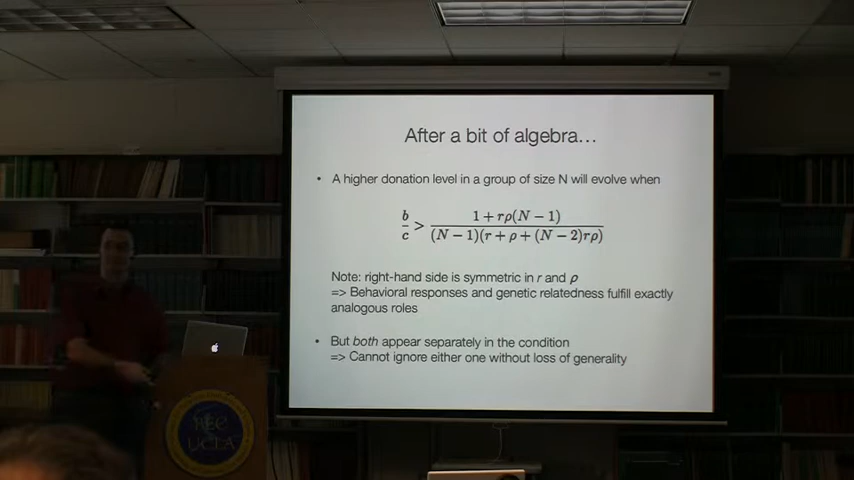 After a bit of algebra...
• A higher donation level in a group of size N will evolve when
b/c > (1 + rρ(N − 1)) / ((N − 1)(r + ρ + (N − 2)rρ))
Note: right-hand side is symmetric in r and ρ
=> Behavioral responses and genetic relatedness fulfill exactly
analogous roles
• But both appear separately in the condition
=> Cannot ignore either one without loss of generality
UCLA